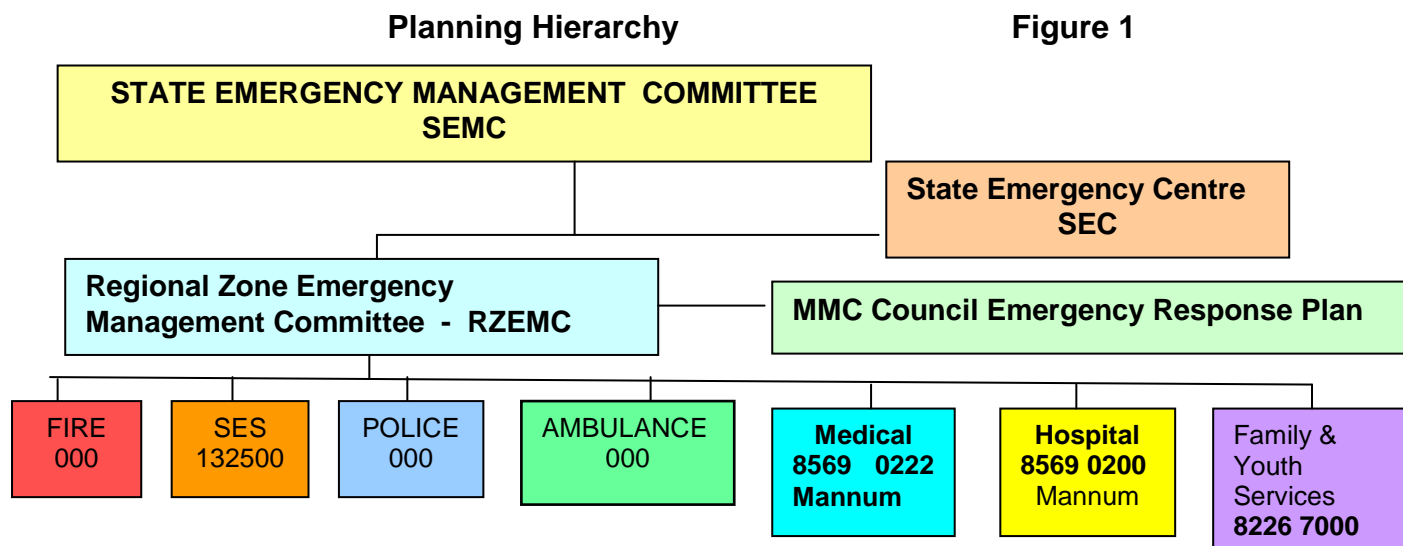 Planning Hierarchy Figure 1
STATE EMERGENCY MANAGEMENT COMMITTEE
SEMC
State Emergency Centre
SEC
Regional Zone Emergency
Management Committee - RZEMC
MMC Council Emergency Response Plan
FIRE
000
SES
132500
POLICE
000
AMBULANCE
000
Medical
8569 0222
Mannum
Hospital
8569 0200
Mannum
Family &
Youth
Services
8226 7000